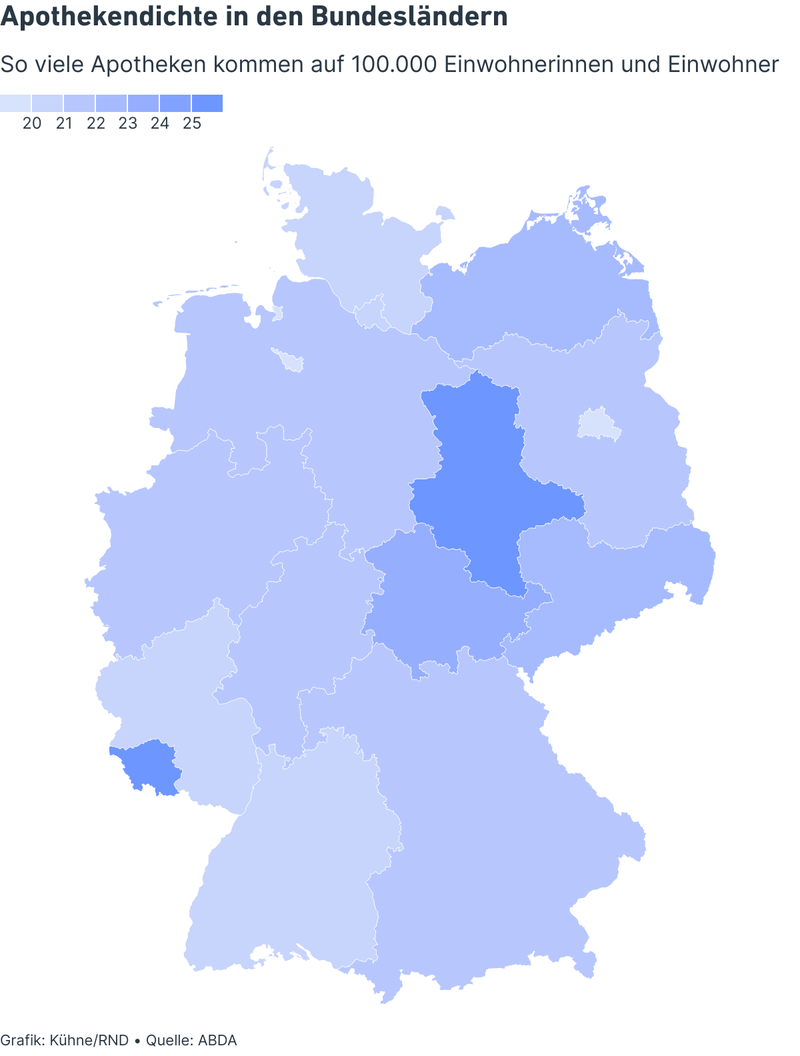 Apothekendichte in den Bundesländern
So viele Apotheken kommen auf 100.000 Einwohnerinnen und Einwohner
20 21 22 23 24 25
Grafik: Kühne/RND • Quelle: ABDA